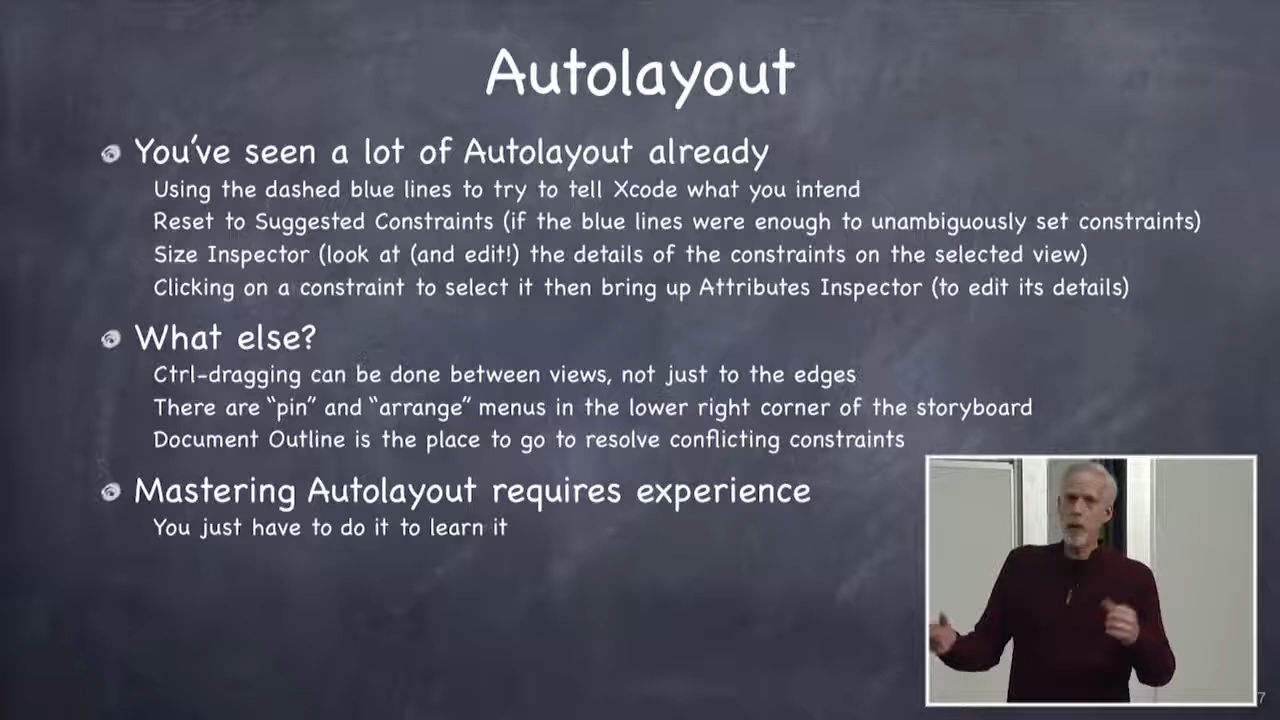 Autolayout
You've seen a lot of Autolayout already
Using the dashed blue lines to try to tell Xcode what you intend
Reset to Suggested Constraints (if the blue lines were enough to unambiguously set constraints)
Size Inspector (look at (and edit!) the details of the constraints on the selected view)
Clicking on a constraint to select it then bring up Attributes Inspector (to edit its details)
What else?
Ctrl-dragging can be done between views, not just to the edges
There are “pin” and “arrange” menus in the lower right corner of the storyboard
Document Outline is the place to go to resolve conflicting constraints
Mastering Autolayout requires experience
You just have to do it to learn it
7